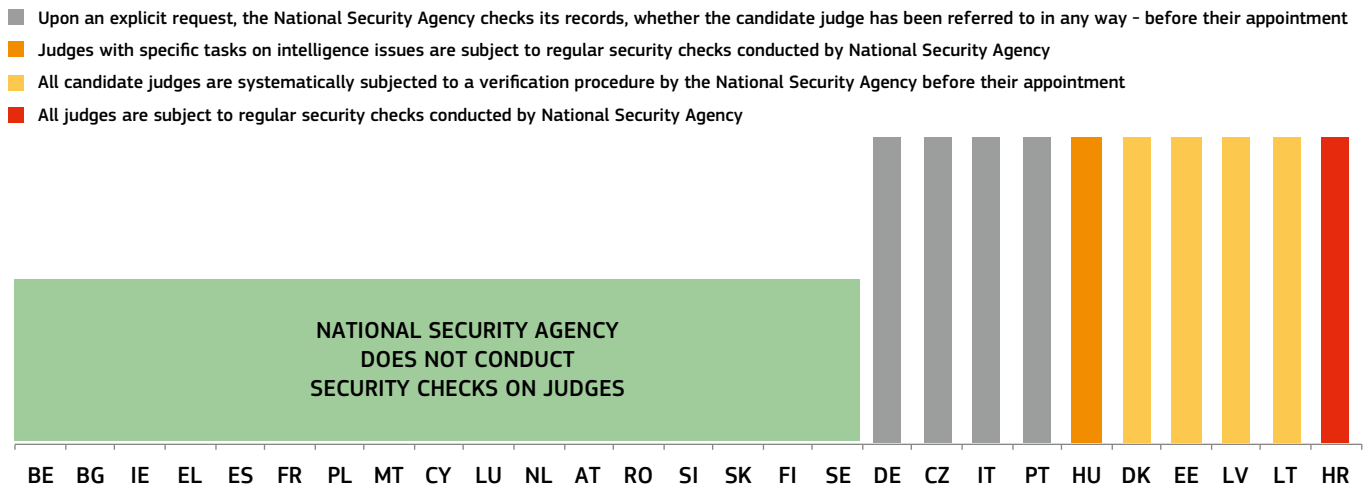 Upon an explicit request, the National Security Agency checks its records, whether the candidate judge has been referred to in any way – before their appointment
Judges with specific tasks on intelligence issues are subject to regular security checks conducted by National Security Agency
All candidate judges are systematically subjected to a verification procedure by the National Security Agency before their appointment
All judges are subject to regular security checks conducted by National Security Agency
NATIONAL SECURITY AGENCY
DOES NOT CONDUCT
SECURITY CHECKS ON JUDGES
BE BG IE EL ES FR PL MT CY LU NL AT RO SI SK FI SE DE CZ IT PT HU DK EE LV LT HR